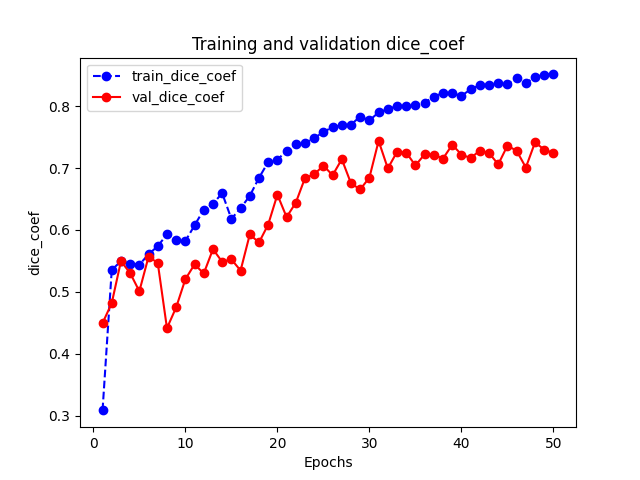 Training and validation dice_coef
train_dice_coef
val_dice_coef
dice_coef
0.8
0.7
0.6
0.5
0.4
0.3
0 10 20 30 40 50
Epochs